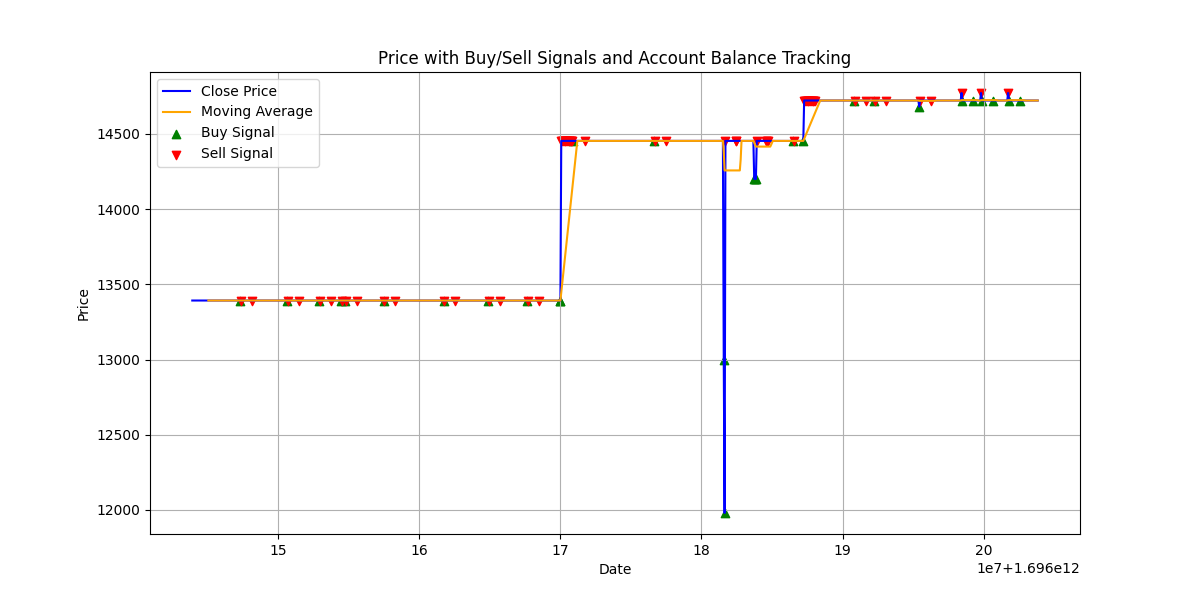 Price with Buy/Sell Signals and Account Balance Tracking
Close Price
Moving Average
Buy Signal
Sell Signal
14500
14000
13500
13000
12500
12000
Price
15 16 17 18 19 20
Date
1e7+1.696e12